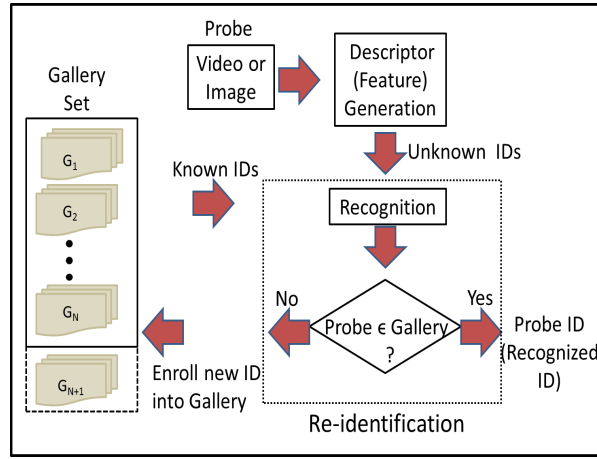 Probe
Video or
Image
Descriptor
(Feature)
Generation
Gallery
Set
G1
G2
GN
GN+1
Known IDs
Unknown IDs
Recognition
No
Yes
Probe ϵ Gallery
?
Probe ID
(Recognized
ID)
Enroll new ID
into Gallery
Re-identification